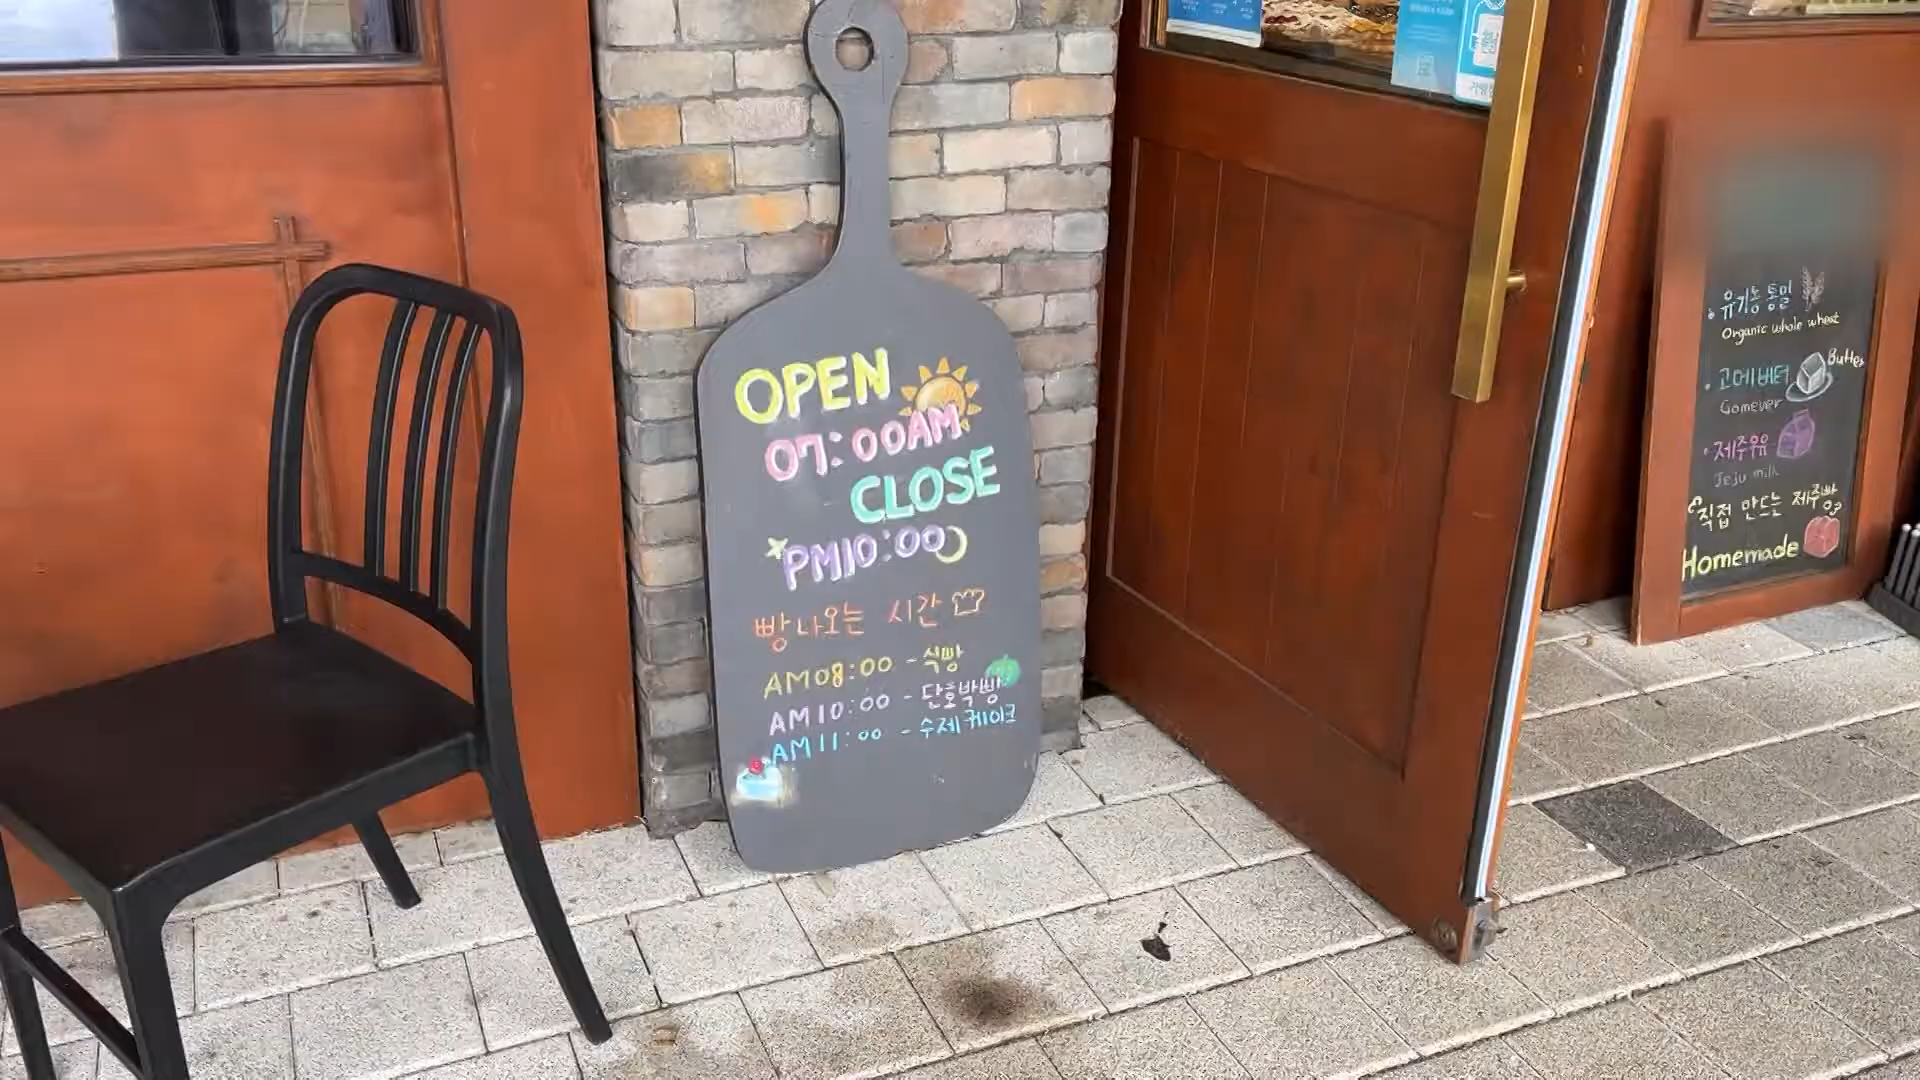 OPEN
07:00AM
CLOSE
PM10:00
빵 나오는 시간
AM08:00 - 식빵
AM10:00 - 단호박빵
AM11:00 - 수제케이크
유기농 통밀
Organic whole wheat
고메버터
Butter
Gomever
제주우유
Jeju milk
직접 만드는 제주빵
Homemade